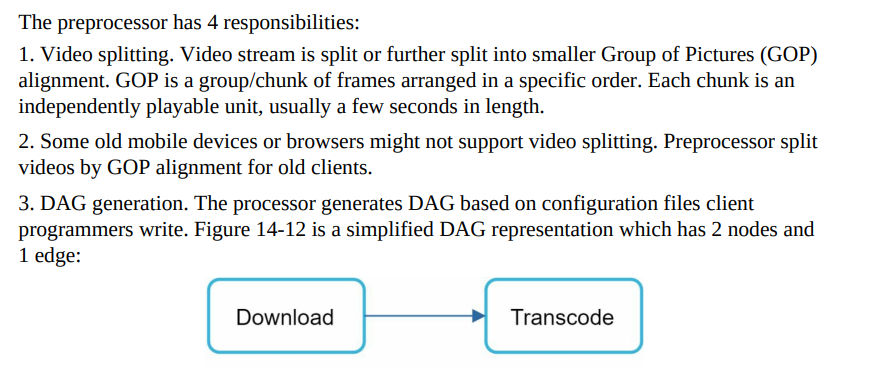 The preprocessor has 4 responsibilities:
1. Video splitting. Video stream is split or further split into smaller Group of Pictures (GOP)
alignment. GOP is a group/chunk of frames arranged in a specific order. Each chunk is an
independently playable unit, usually a few seconds in length.
2. Some old mobile devices or browsers might not support video splitting. Preprocessor split
videos by GOP alignment for old clients.
3. DAG generation. The processor generates DAG based on configuration files client
programmers write. Figure 14-12 is a simplified DAG representation which has 2 nodes and
1 edge:
Download
Transcode